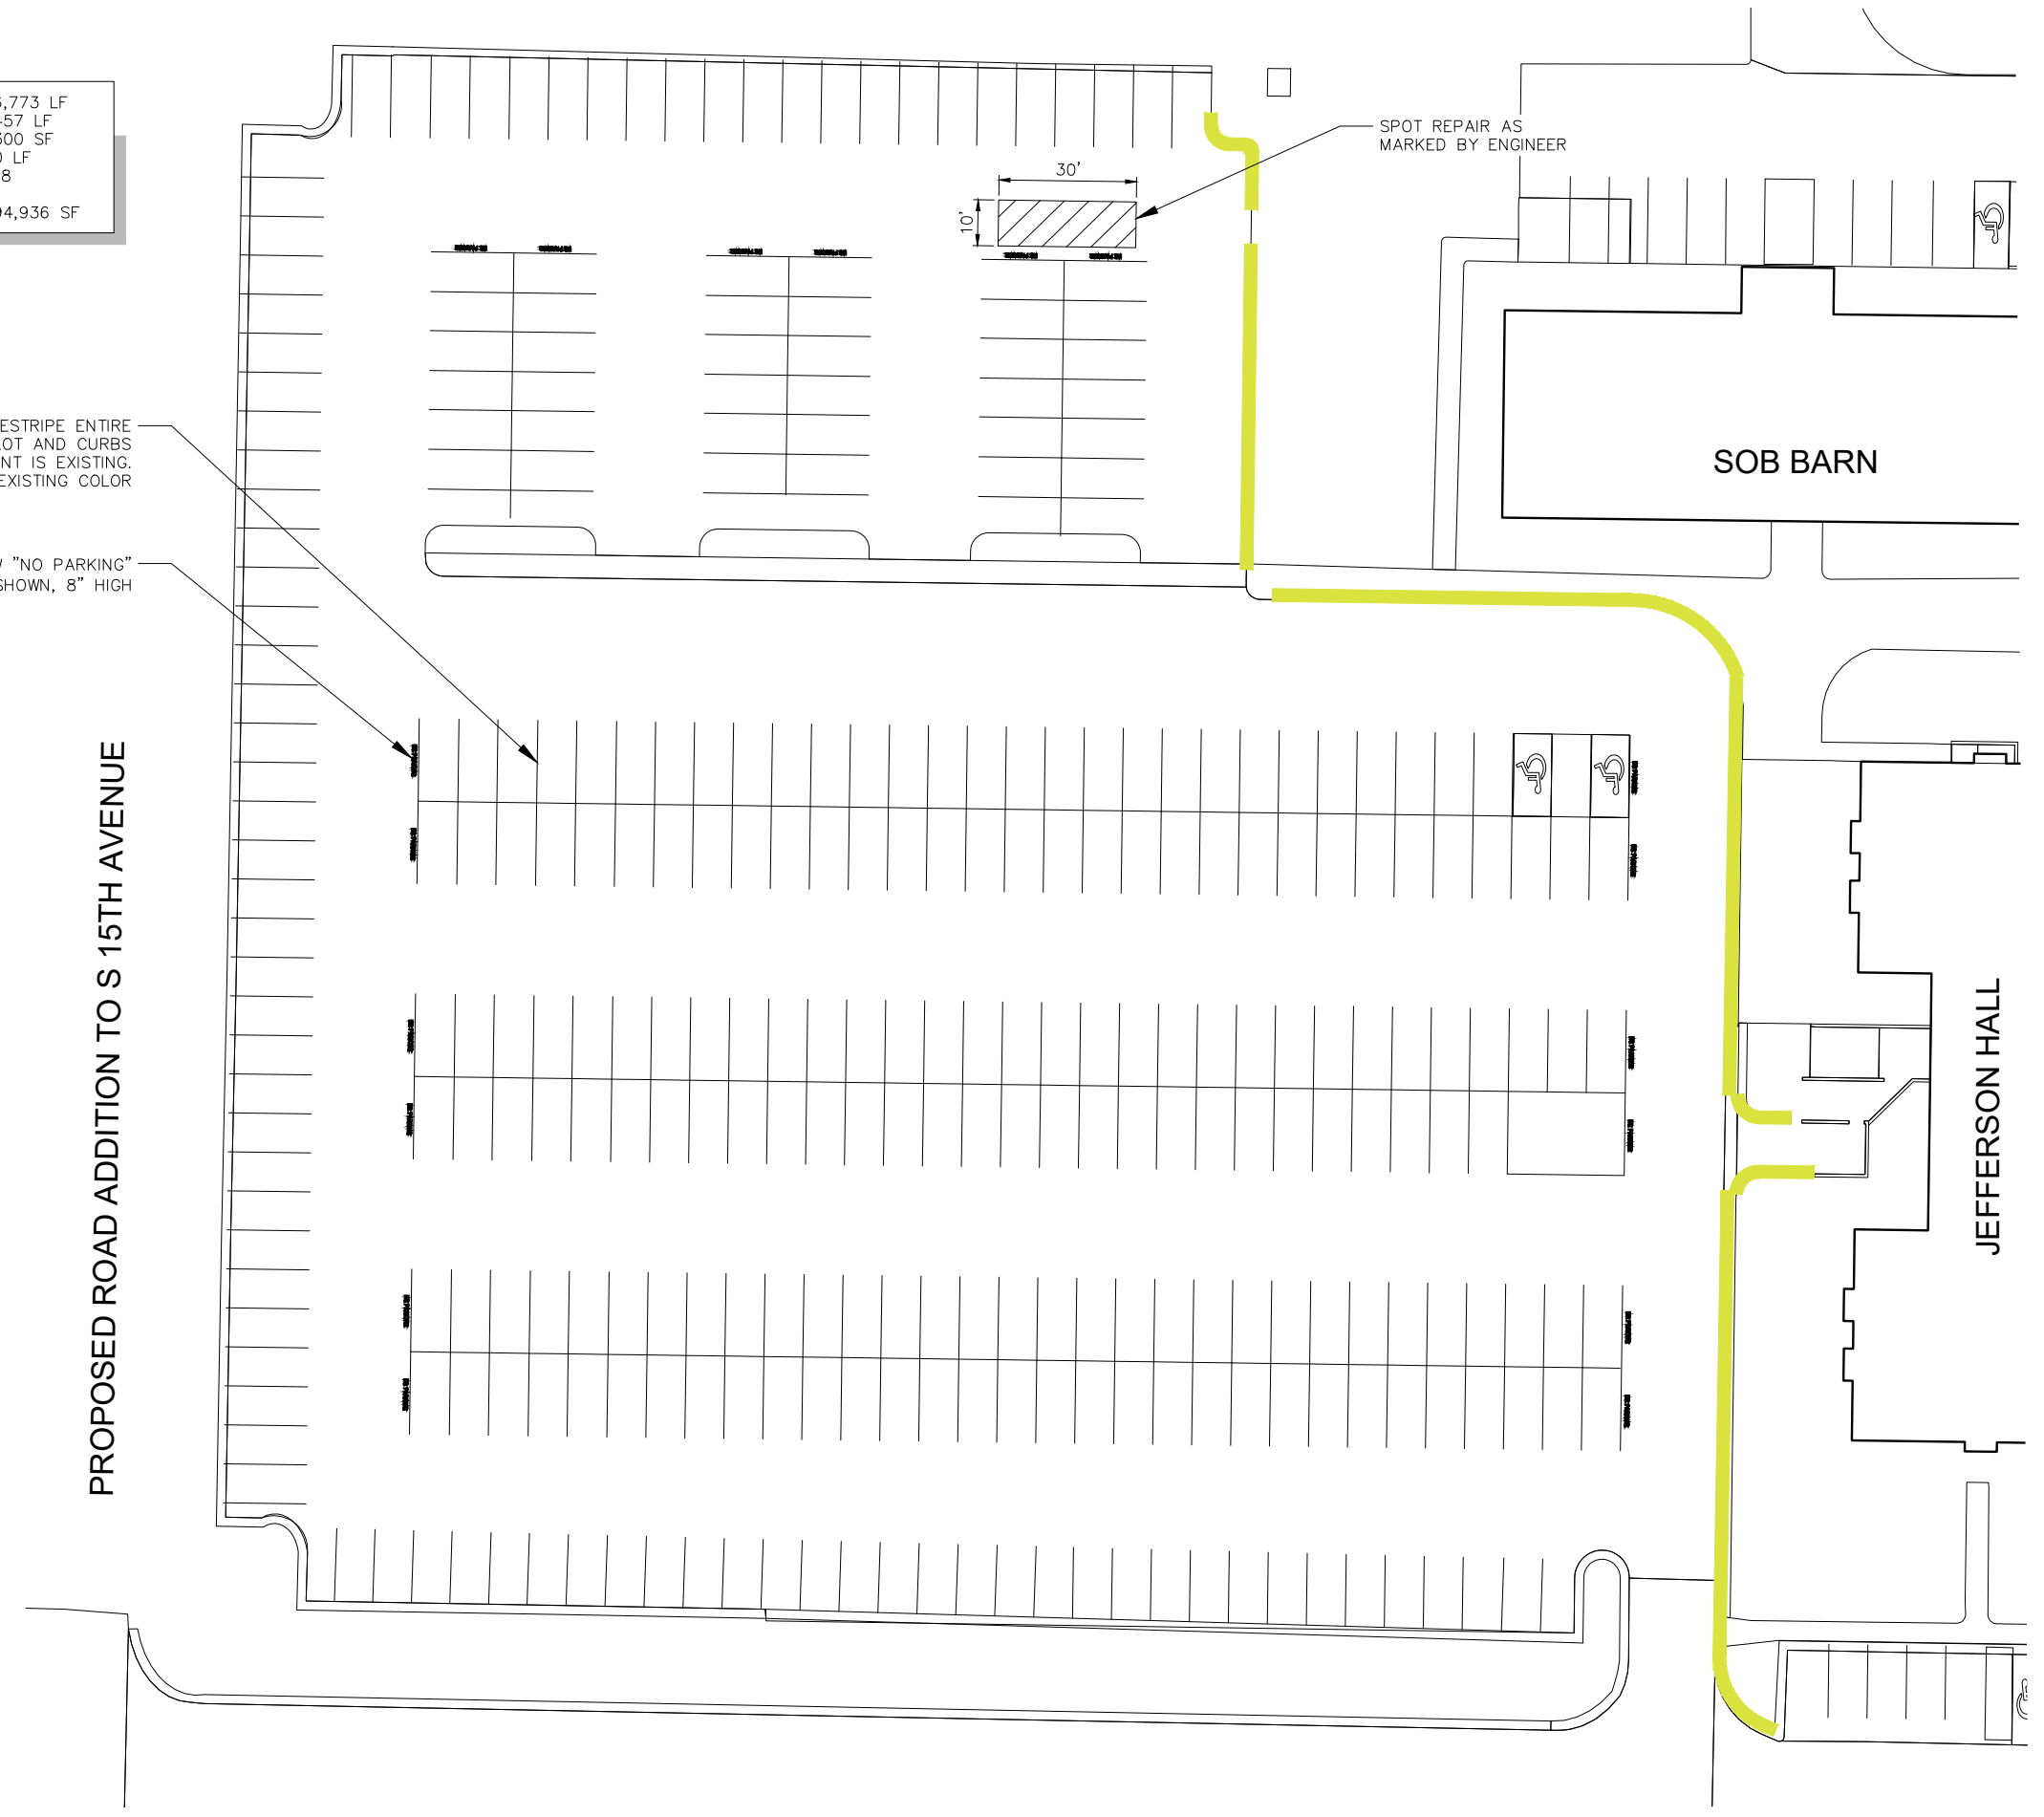 ,773 LF
57 LF
300 SF
LF
8
94,936 SF
SPOT REPAIR AS
MARKED BY ENGINEER
30'
10'
ESTRIPE ENTIRE
OT AND CURBS
NT IS EXISTING.
EXISTING COLOR
"NO PARKING"
SHOWN, 8" HIGH
SOB BARN
PROPOSED ROAD ADDITION TO S 15TH AVENUE
JEFFERSON HALL